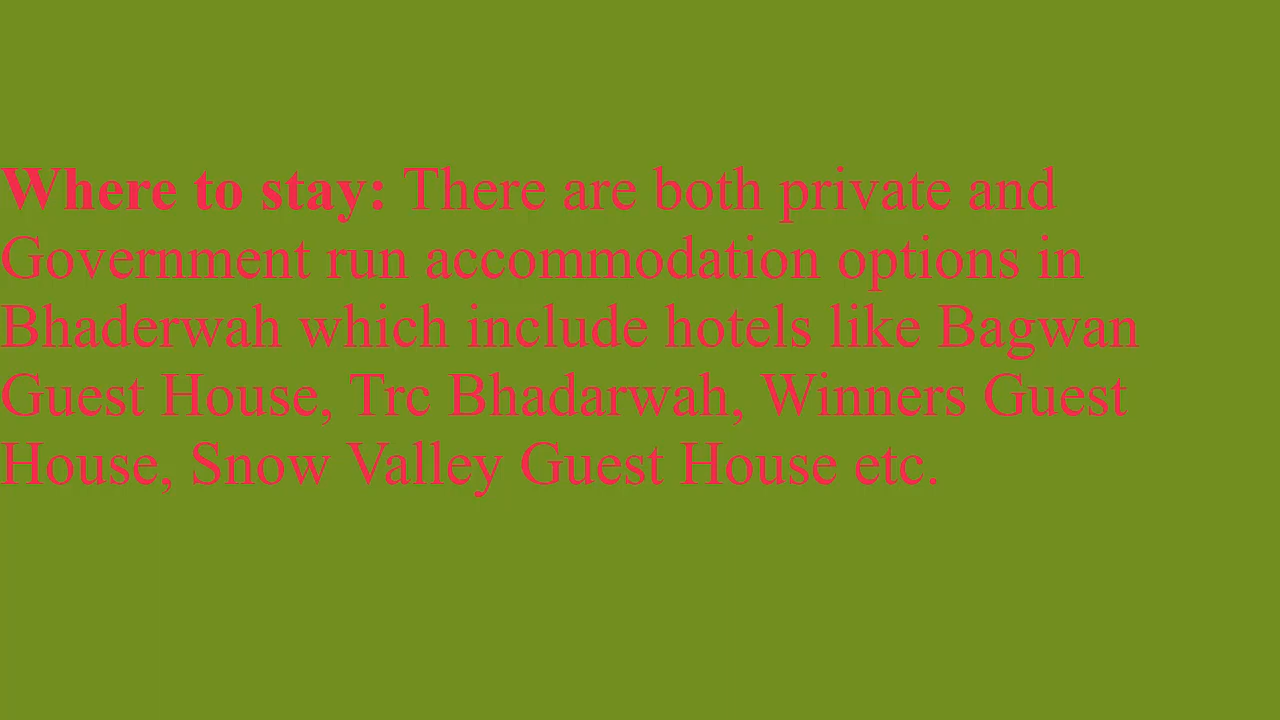 Where to stay: There are both private and
Government run accommodation options in
Bhaderwah which include hotels like Bagwan
Guest House, Trc Bhadarwah, Winners Guest
House, Snow Valley Guest House etc.